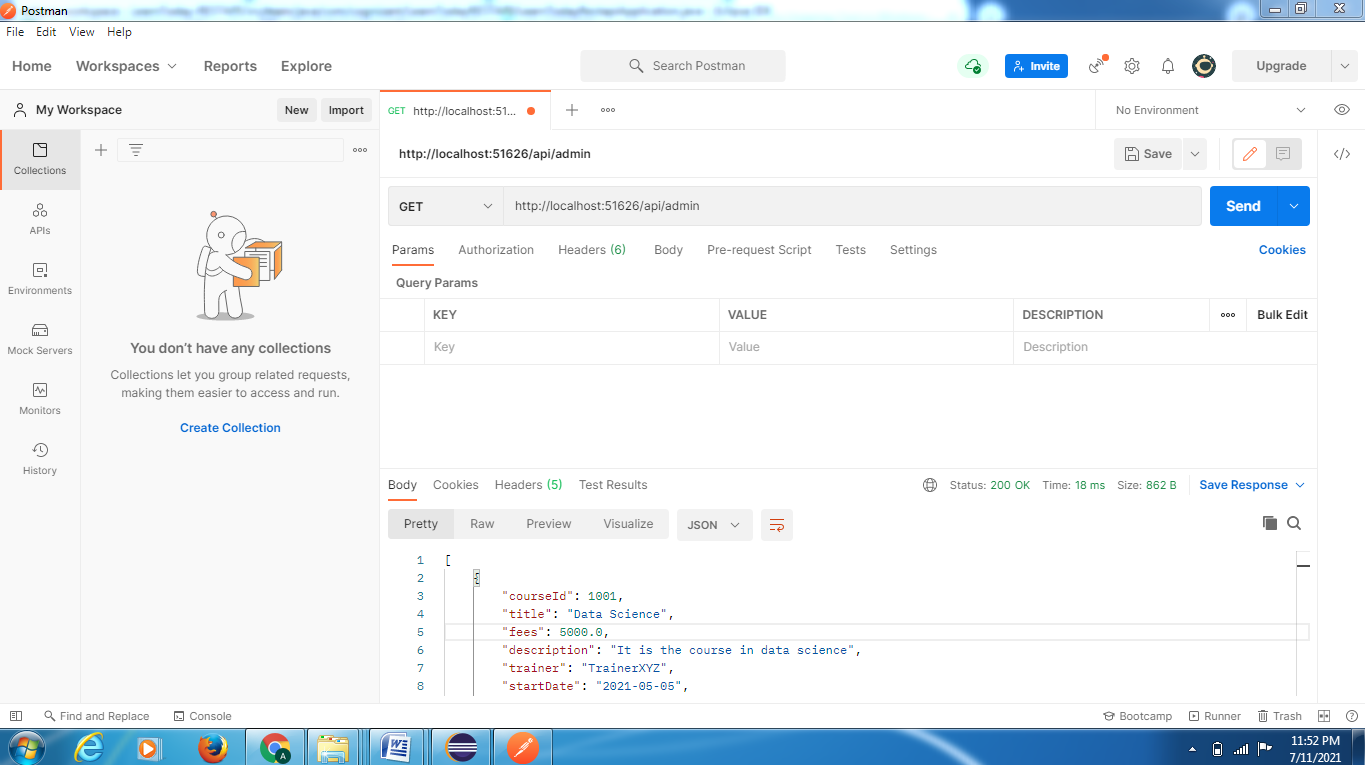 Postman
File Edit View Help
Home Workspaces Reports Explore Search Postman Invite Upgrade
My Workspace New Import GET http://localhost:51... No Environment
Collections
APIs
Environments
Mock Servers
Monitors
History
You don't have any collections
Collections let you group related requests,
making them easier to access and run.
Create Collection
http://localhost:51626/api/admin Save
GET http://localhost:51626/api/admin Send
Params Authorization Headers (6) Body Pre-request Script Tests Settings Cookies
Query Params
KEY VALUE DESCRIPTION Bulk Edit
Key Value Description
Body Cookies Headers (5) Test Results Status: 200 OK Time: 18 ms Size: 862 B Save Response
Pretty Raw Preview Visualize JSON
1 [
2 {
3 "courseId": 1001,
4 "title": "Data Science",
5 "fees": 5000.0,
6 "description": "It is the course in data science",
7 "trainer": "TrainerXYZ",
8 "startDate": "2021-05-05",
Find and Replace Console Bootcamp Runner Trash
11:52 PM
7/11/2021